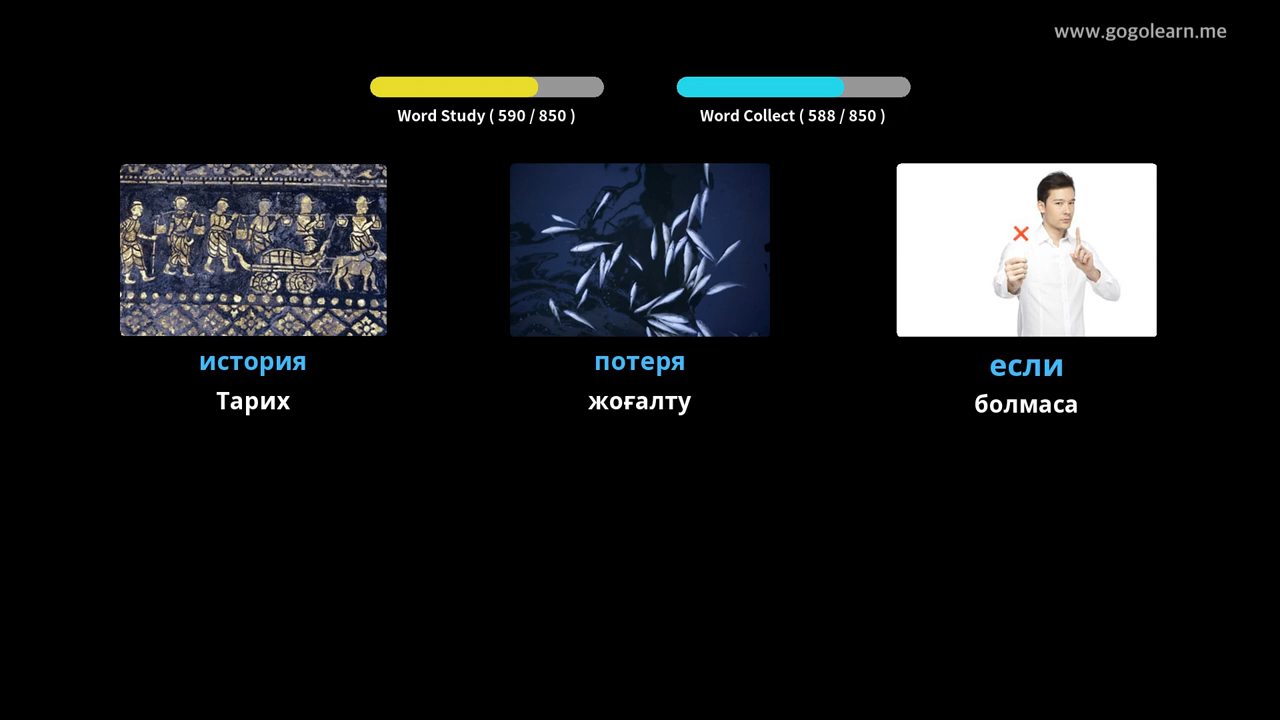 www.gogolearn.me
Word Study ( 590 / 850 )
Word Collect ( 588 / 850 )
история
Тарих
потеря
жоғалту
если
болмаса